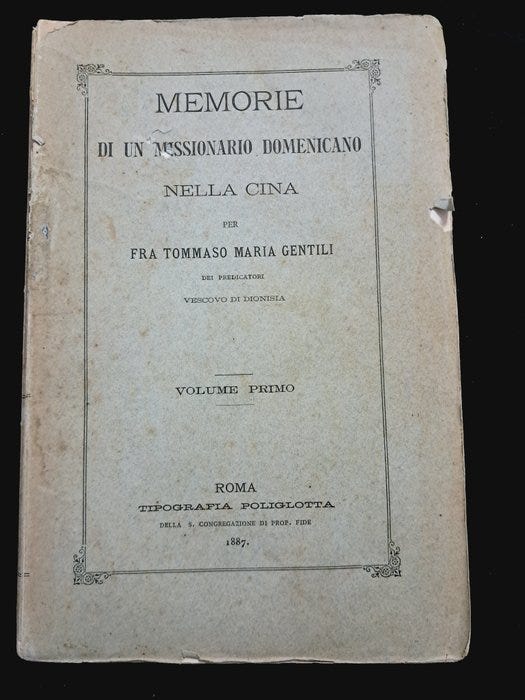 MEMORIE
DI UN MISSIONARIO DOMENICANO
NELLA CINA
PER
FRA TOMMASO MARIA GENTILI
DEI PREDICATORI
VESCOVO DI DIONISIA
VOLUME PRIMO
ROMA
TIPOGRAFIA POLIGLOTTA
DELLA S. CONGREGAZIONE DI PROP. FIDE
1887.